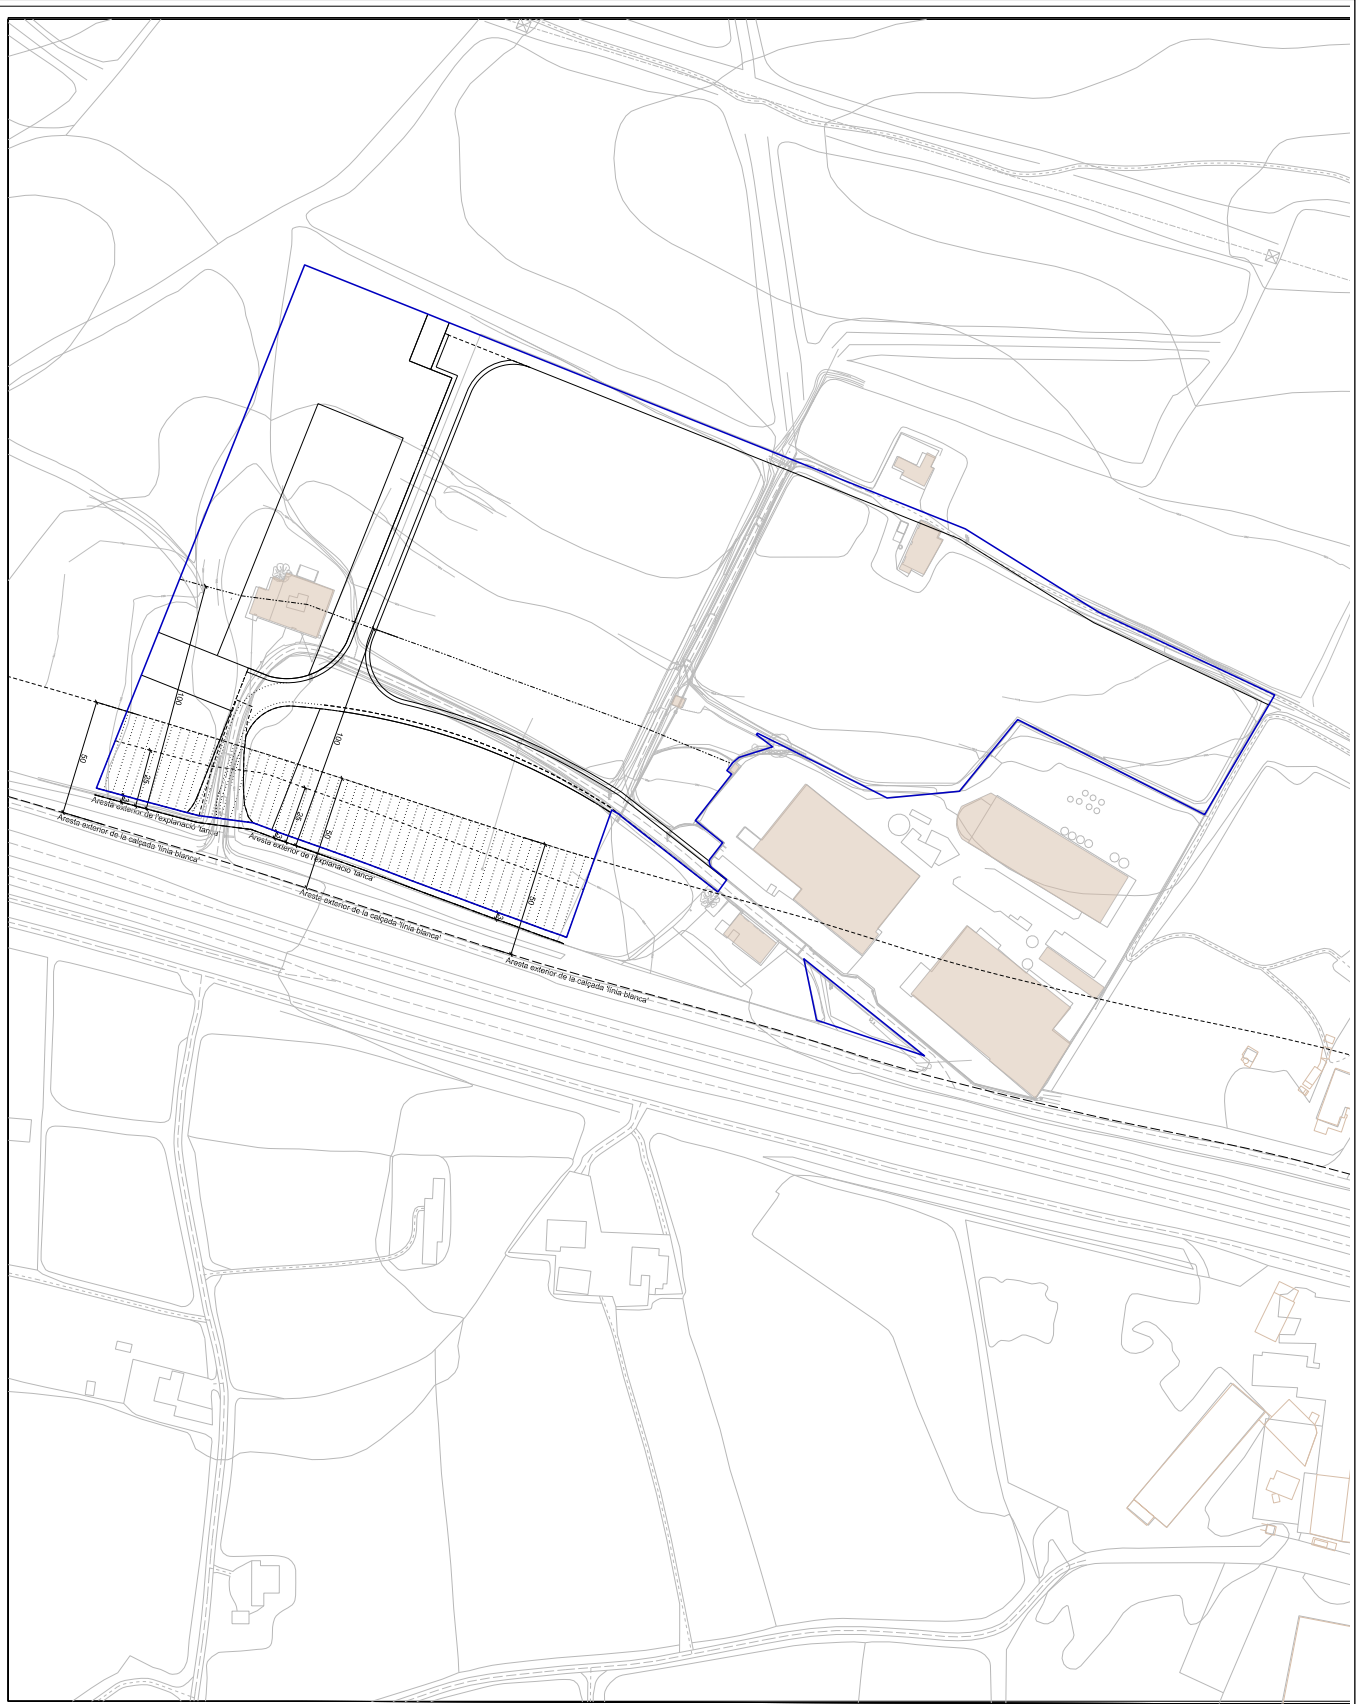 100
100
50
25
Aresta exterior de l'explanació 'tanca'
Aresta exterior de la calçada 'línia blanca'
25
50
Aresta exterior de l'explanació 'tanca'
Aresta exterior de la calçada 'línia blanca'
50
Aresta exterior de la calçada 'línia blanca'